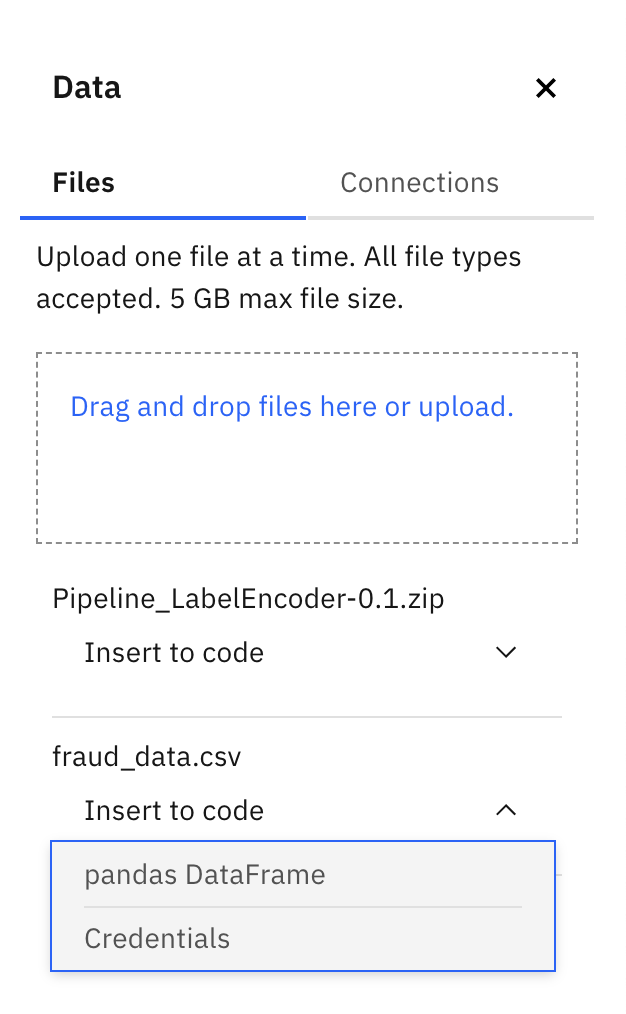 Data
Files
Connections
Upload one file at a time. All file types
accepted. 5 GB max file size.
Drag and drop files here or upload.
Pipeline_LabelEncoder-0.1.zip
Insert to code
fraud_data.csv
Insert to code
pandas DataFrame
Credentials